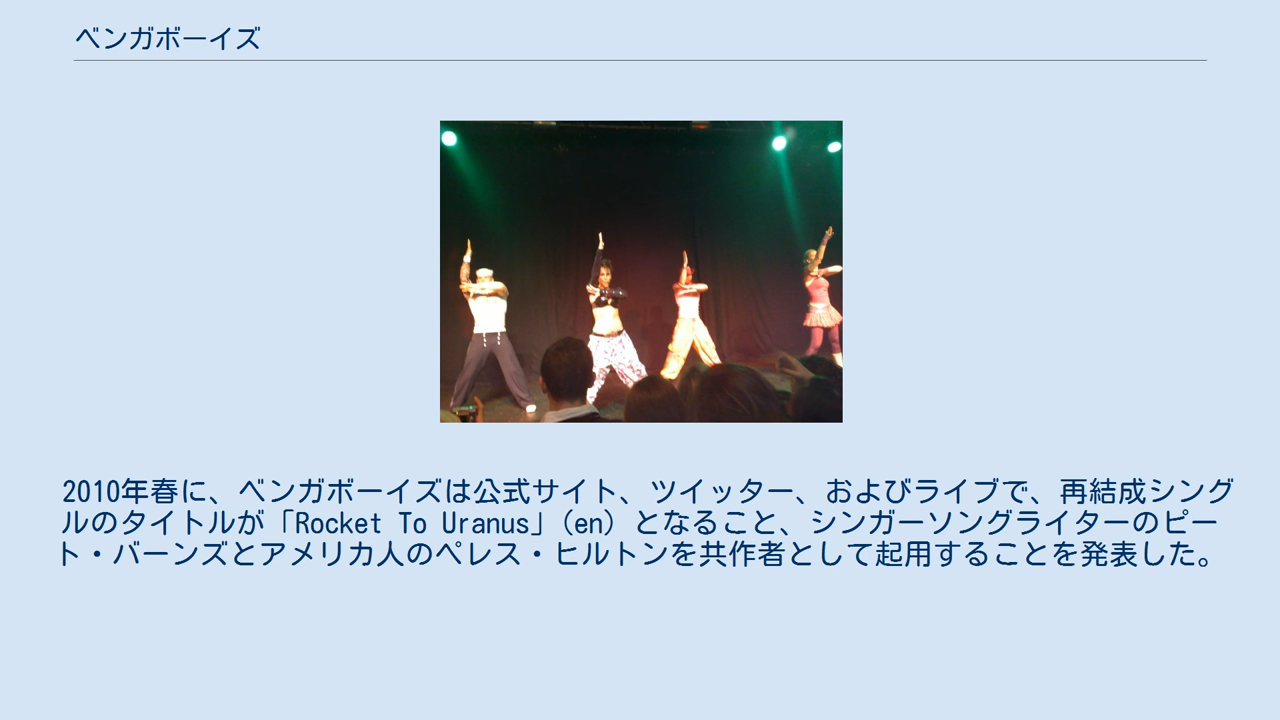 ベンガボーイズ
2010年春に、ベンガボーイズは公式サイト、ツイッター、およびライブで、再結成シング
ルのタイトルが「Rocket To Uranus」(en) となること、シンガーソングライターのピー
ト・バーンズとアメリカ人のペレス・ヒルトンを共作者として起用することを発表した。